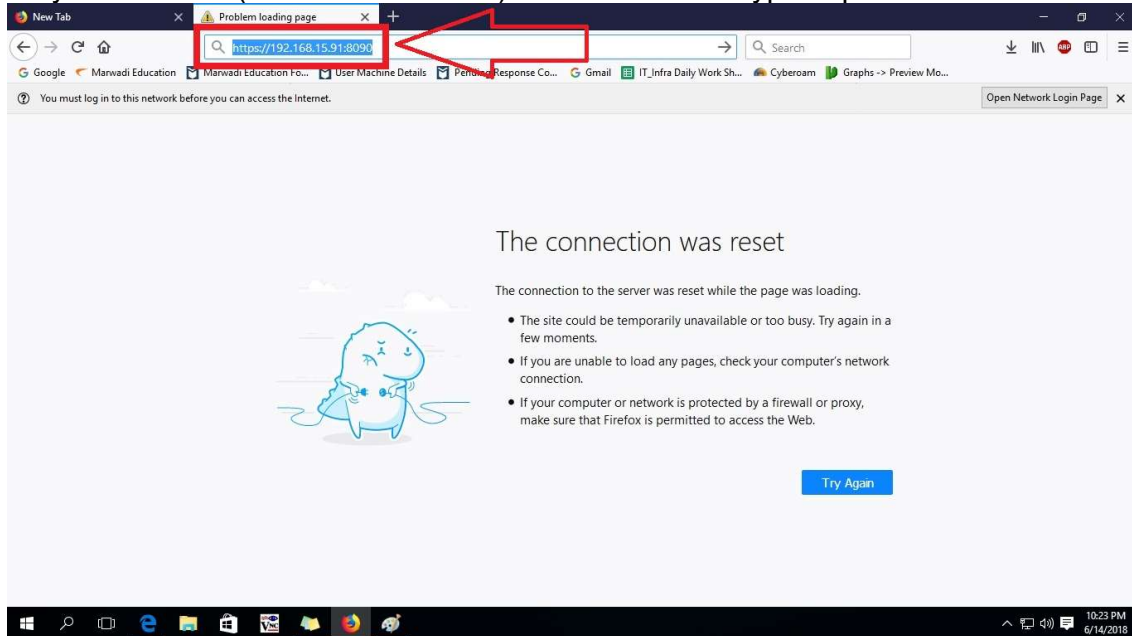 New Tab
Problem loading page
https://192.168.15.91:8090
Search
Google
Marwadi Education
Marwadi Education Fo...
User Machine Details
Pending Response Co...
Gmail
IT_Infra Daily Work Sh...
Cyberoam
Graphs -> Preview Mo...
You must log in to this network before you can access the Internet.
Open Network Login Page
The connection was reset
The connection to the server was reset while the page was loading.
• The site could be temporarily unavailable or too busy. Try again in a
few moments.
• If you are unable to load any pages, check your computer's network
connection.
• If your computer or network is protected by a firewall or proxy,
make sure that Firefox is permitted to access the Web.
Try Again
10:23 PM
6/14/2018